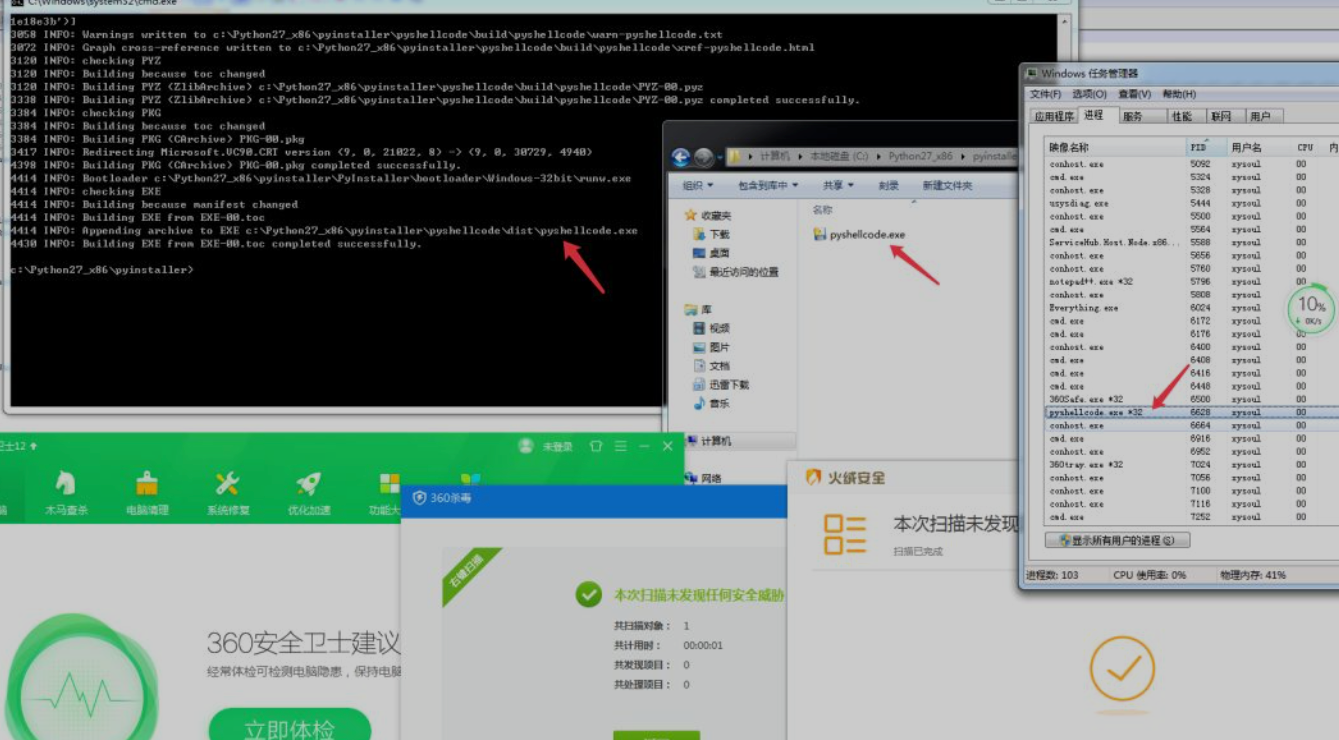 C:\Windows\system32\cmd.exe
1e18e3b'>]
3058 INFO: Warnings written to c:\Python27_x86\pyinstaller\pyshellcode\build\pyshellcode\warn-pyshellcode.txt
3072 INFO: Graph cross-reference written to c:\Python27_x86\pyinstaller\pyshellcode\build\pyshellcode\xref-pyshellcode.html
3120 INFO: checking PYZ
3120 INFO: Building because toc changed
3120 INFO: Building PYZ (ZlibArchive) c:\Python27_x86\pyinstaller\pyshellcode\build\pyshellcode\PYZ-00.pyz
3338 INFO: Building PYZ (ZlibArchive) c:\Python27_x86\pyinstaller\pyshellcode\build\pyshellcode\PYZ-00.pyz completed successfully.
3384 INFO: checking PKG
3384 INFO: Building because toc changed
3384 INFO: Building PKG (CArchive) PKG-00.pkg
3417 INFO: Redirecting Microsoft.VC90.CRT version (9, 0, 21022, 8) -> (9, 0, 30729, 4940)
4398 INFO: Building PKG (CArchive) PKG-00.pkg completed successfully.
4414 INFO: Bootloader c:\Python27_x86\pyinstaller\PyInstaller\bootloader\Windows-32bit\runw.exe
4414 INFO: checking EXE
4414 INFO: Building because manifest changed
4414 INFO: Building EXE from EXE-00.toc
4414 INFO: Appending archive to EXE c:\Python27_x86\pyinstaller\pyshellcode\dist\pyshellcode.exe
4430 INFO: Building EXE from EXE-00.toc completed successfully.
c:\Python27_x86\pyinstaller>
计算机 本地磁盘 (C:) Python27_x86 pyinstalle
组织 包含到库中 共享 刻录 新建文件夹
收藏夹
下载
桌面
最近访问的位置
库
视频
图片
文档
迅雷下载
音乐
计算机
网络
名称
pyshellcode.exe
Windows 任务管理器
文件(F) 选项(O) 查看(V) 帮助(H)
应用程序 进程 服务 性能 联网 用户
映像名称 PID 用户名 CPU 内
conhost.exe 5092 xysoul 00
cmd.exe 5324 xysoul 00
conhost.exe 5328 xysoul 00
usysdiag.exe 5444 xysoul 00
conhost.exe 5500 xysoul 00
cmd.exe 5564 xysoul 00
ServiceHub.Host.Node.x86... 5588 xysoul 00
conhost.exe 5656 xysoul 00
conhost.exe 5760 xysoul 00
notepad++.exe *32 5796 xysoul 00
conhost.exe 5808 xysoul
Everything.exe 6024 xysoul
cmd.exe 6172 xysoul
cmd.exe 6176 xysoul 00
conhost.exe 6400 xysoul 00
cmd.exe 6408 xysoul 00
cmd.exe 6416 xysoul 00
cmd.exe 6448 xysoul 00
360Safe.exe *32 6500 xysoul 00
pyshellcode.exe *32 6628 xysoul 00
conhost.exe 6664 xysoul 00
cmd.exe 6916 xysoul 00
conhost.exe 6952 xysoul 00
360tray.exe *32 7024 xysoul 00
conhost.exe 7056 xysoul 00
conhost.exe 7100 xysoul 00
conhost.exe 7116 xysoul 00
cmd.exe 7252 xysoul 00
10%
0K/s
显示所有用户的进程(S)
进程数: 103 CPU 使用率: 0% 物理内存: 41%
卫士12
未登录
木马查杀 电脑清理 系统修复 优化加速 功能大
360安全卫士建议
经常体检可检测电脑隐患，保持电脑
立即体检
360杀毒
右键扫描
本次扫描未发现任何安全威胁
共扫描对象： 1
共计用时： 00:00:01
共发现项目： 0
共处理项目： 0
火绒安全
本次扫描未发现
扫描已完成